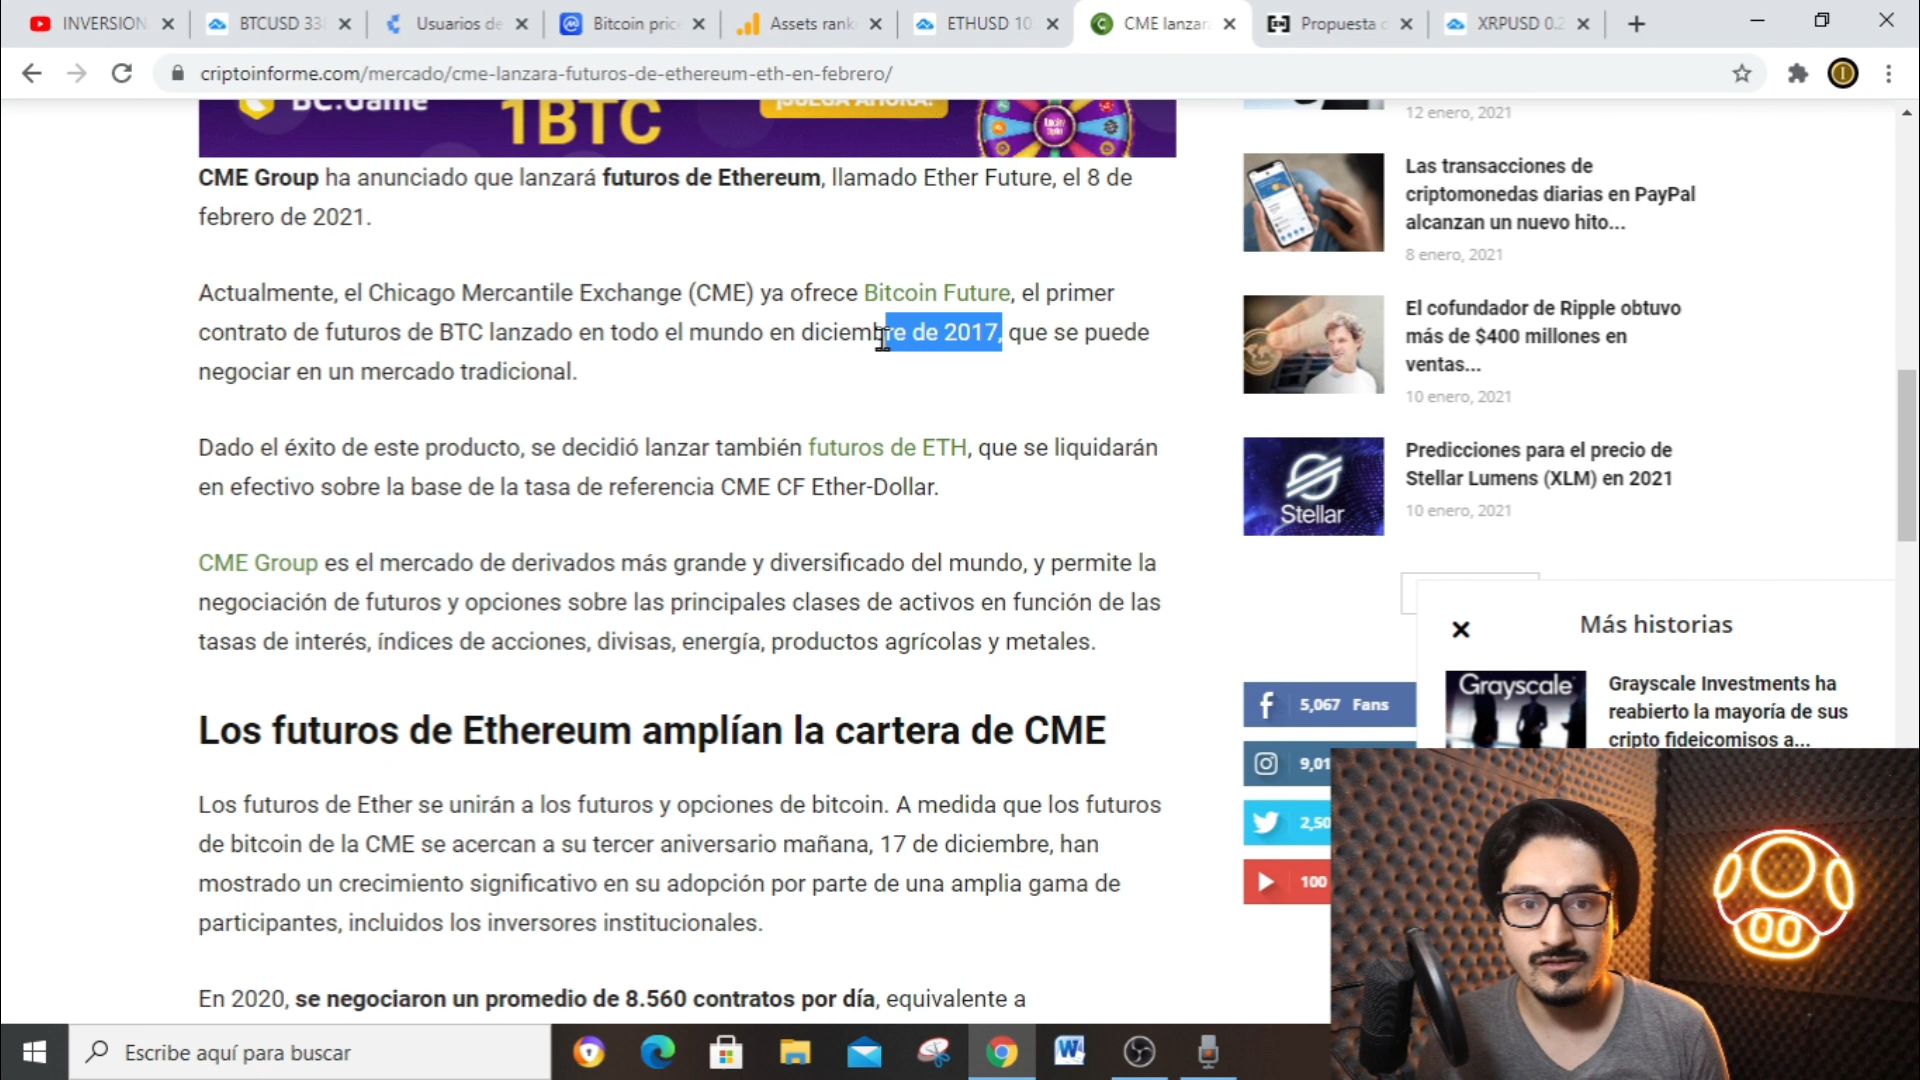 INVERSION
BTCUSD 33
Usuarios de
Bitcoin pric
Assets rank
ETHUSD 10
CME lanzar
Propuesta
XRPUSD 0.2
criptoinforme.com/mercado/cme-lanzara-futuros-de-ethereum-eth-en-febrero/
BC.Game
1BTC
¡JUEGA AHORA!
CME Group ha anunciado que lanzará futuros de Ethereum, llamado Ether Future, el 8 de
febrero de 2021.
Actualmente, el Chicago Mercantile Exchange (CME) ya ofrece Bitcoin Future, el primer
contrato de futuros de BTC lanzado en todo el mundo en diciembre de 2017, que se puede
negociar en un mercado tradicional.
Dado el éxito de este producto, se decidió lanzar también futuros de ETH, que se liquidarán
en efectivo sobre la base de la tasa de referencia CME CF Ether-Dollar.
CME Group es el mercado de derivados más grande y diversificado del mundo, y permite la
negociación de futuros y opciones sobre las principales clases de activos en función de las
tasas de interés, índices de acciones, divisas, energía, productos agrícolas y metales.
Los futuros de Ethereum amplían la cartera de CME
Los futuros de Ether se unirán a los futuros y opciones de bitcoin. A medida que los futuros
de bitcoin de la CME se acercan a su tercer aniversario mañana, 17 de diciembre, han
mostrado un crecimiento significativo en su adopción por parte de una amplia gama de
participantes, incluidos los inversores institucionales.
En 2020, se negociaron un promedio de 8.560 contratos por día, equivalente a
12 enero, 2021
Las transacciones de
criptomonedas diarias en PayPal
alcanzan un nuevo hito...
8 enero, 2021
El cofundador de Ripple obtuvo
más de $400 millones en
ventas...
10 enero, 2021
Stellar
Predicciones para el precio de
Stellar Lumens (XLM) en 2021
10 enero, 2021
Más historias
Grayscale
Grayscale Investments ha
reabierto la mayoría de sus
cripto fideicomisos a...
5,067 Fans
9,01
2,50
100
Escribe aquí para buscar